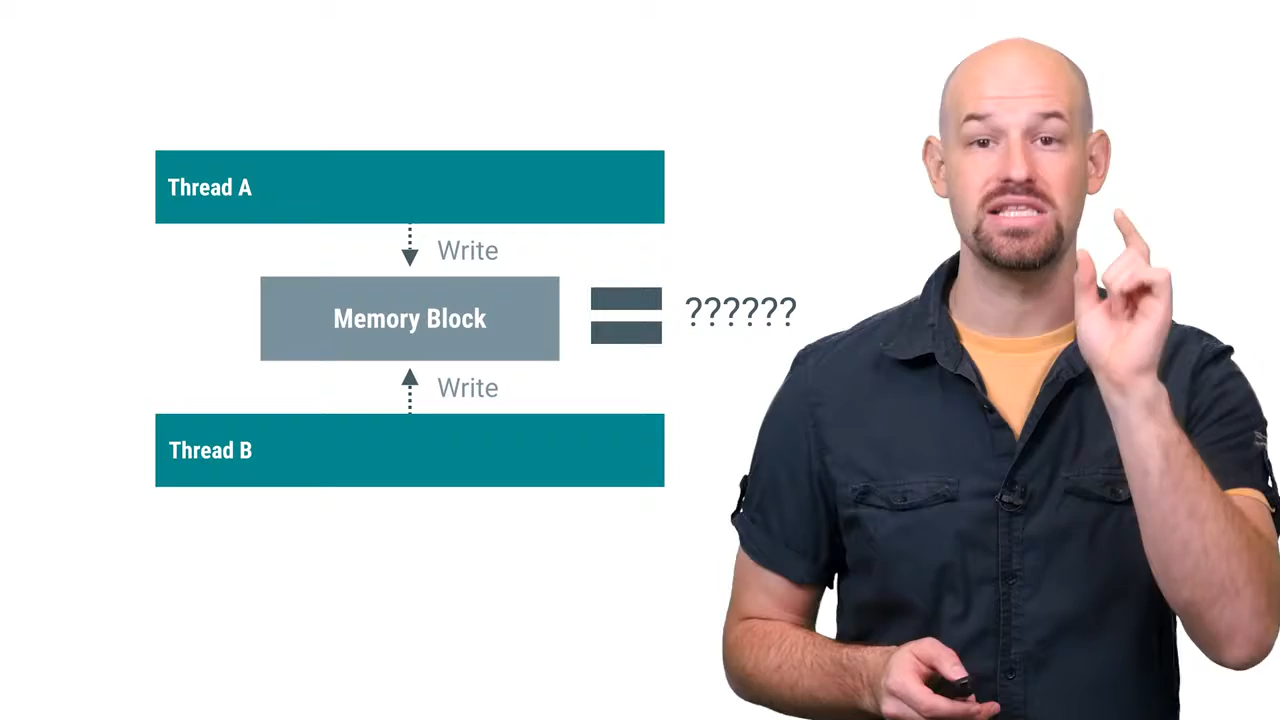 Thread A
Write
Memory Block
??????
Write
Thread B